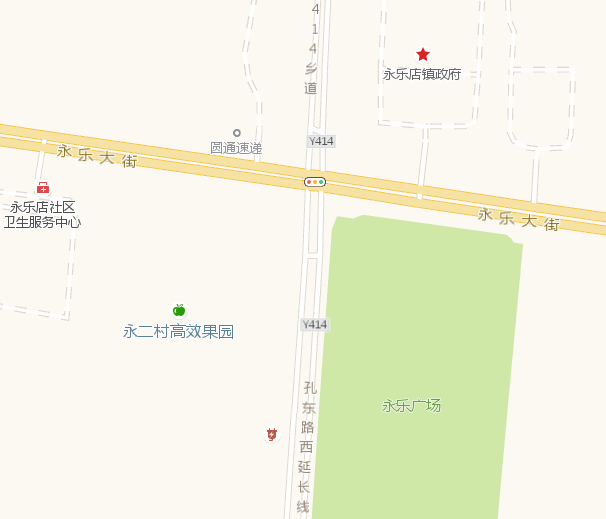 414乡道
永乐店镇政府
Y414
圆通速递
永乐大街
永乐店社区
卫生服务中心
永乐大街
Y414
永二村高效果园
孔东路西延长线
永乐广场